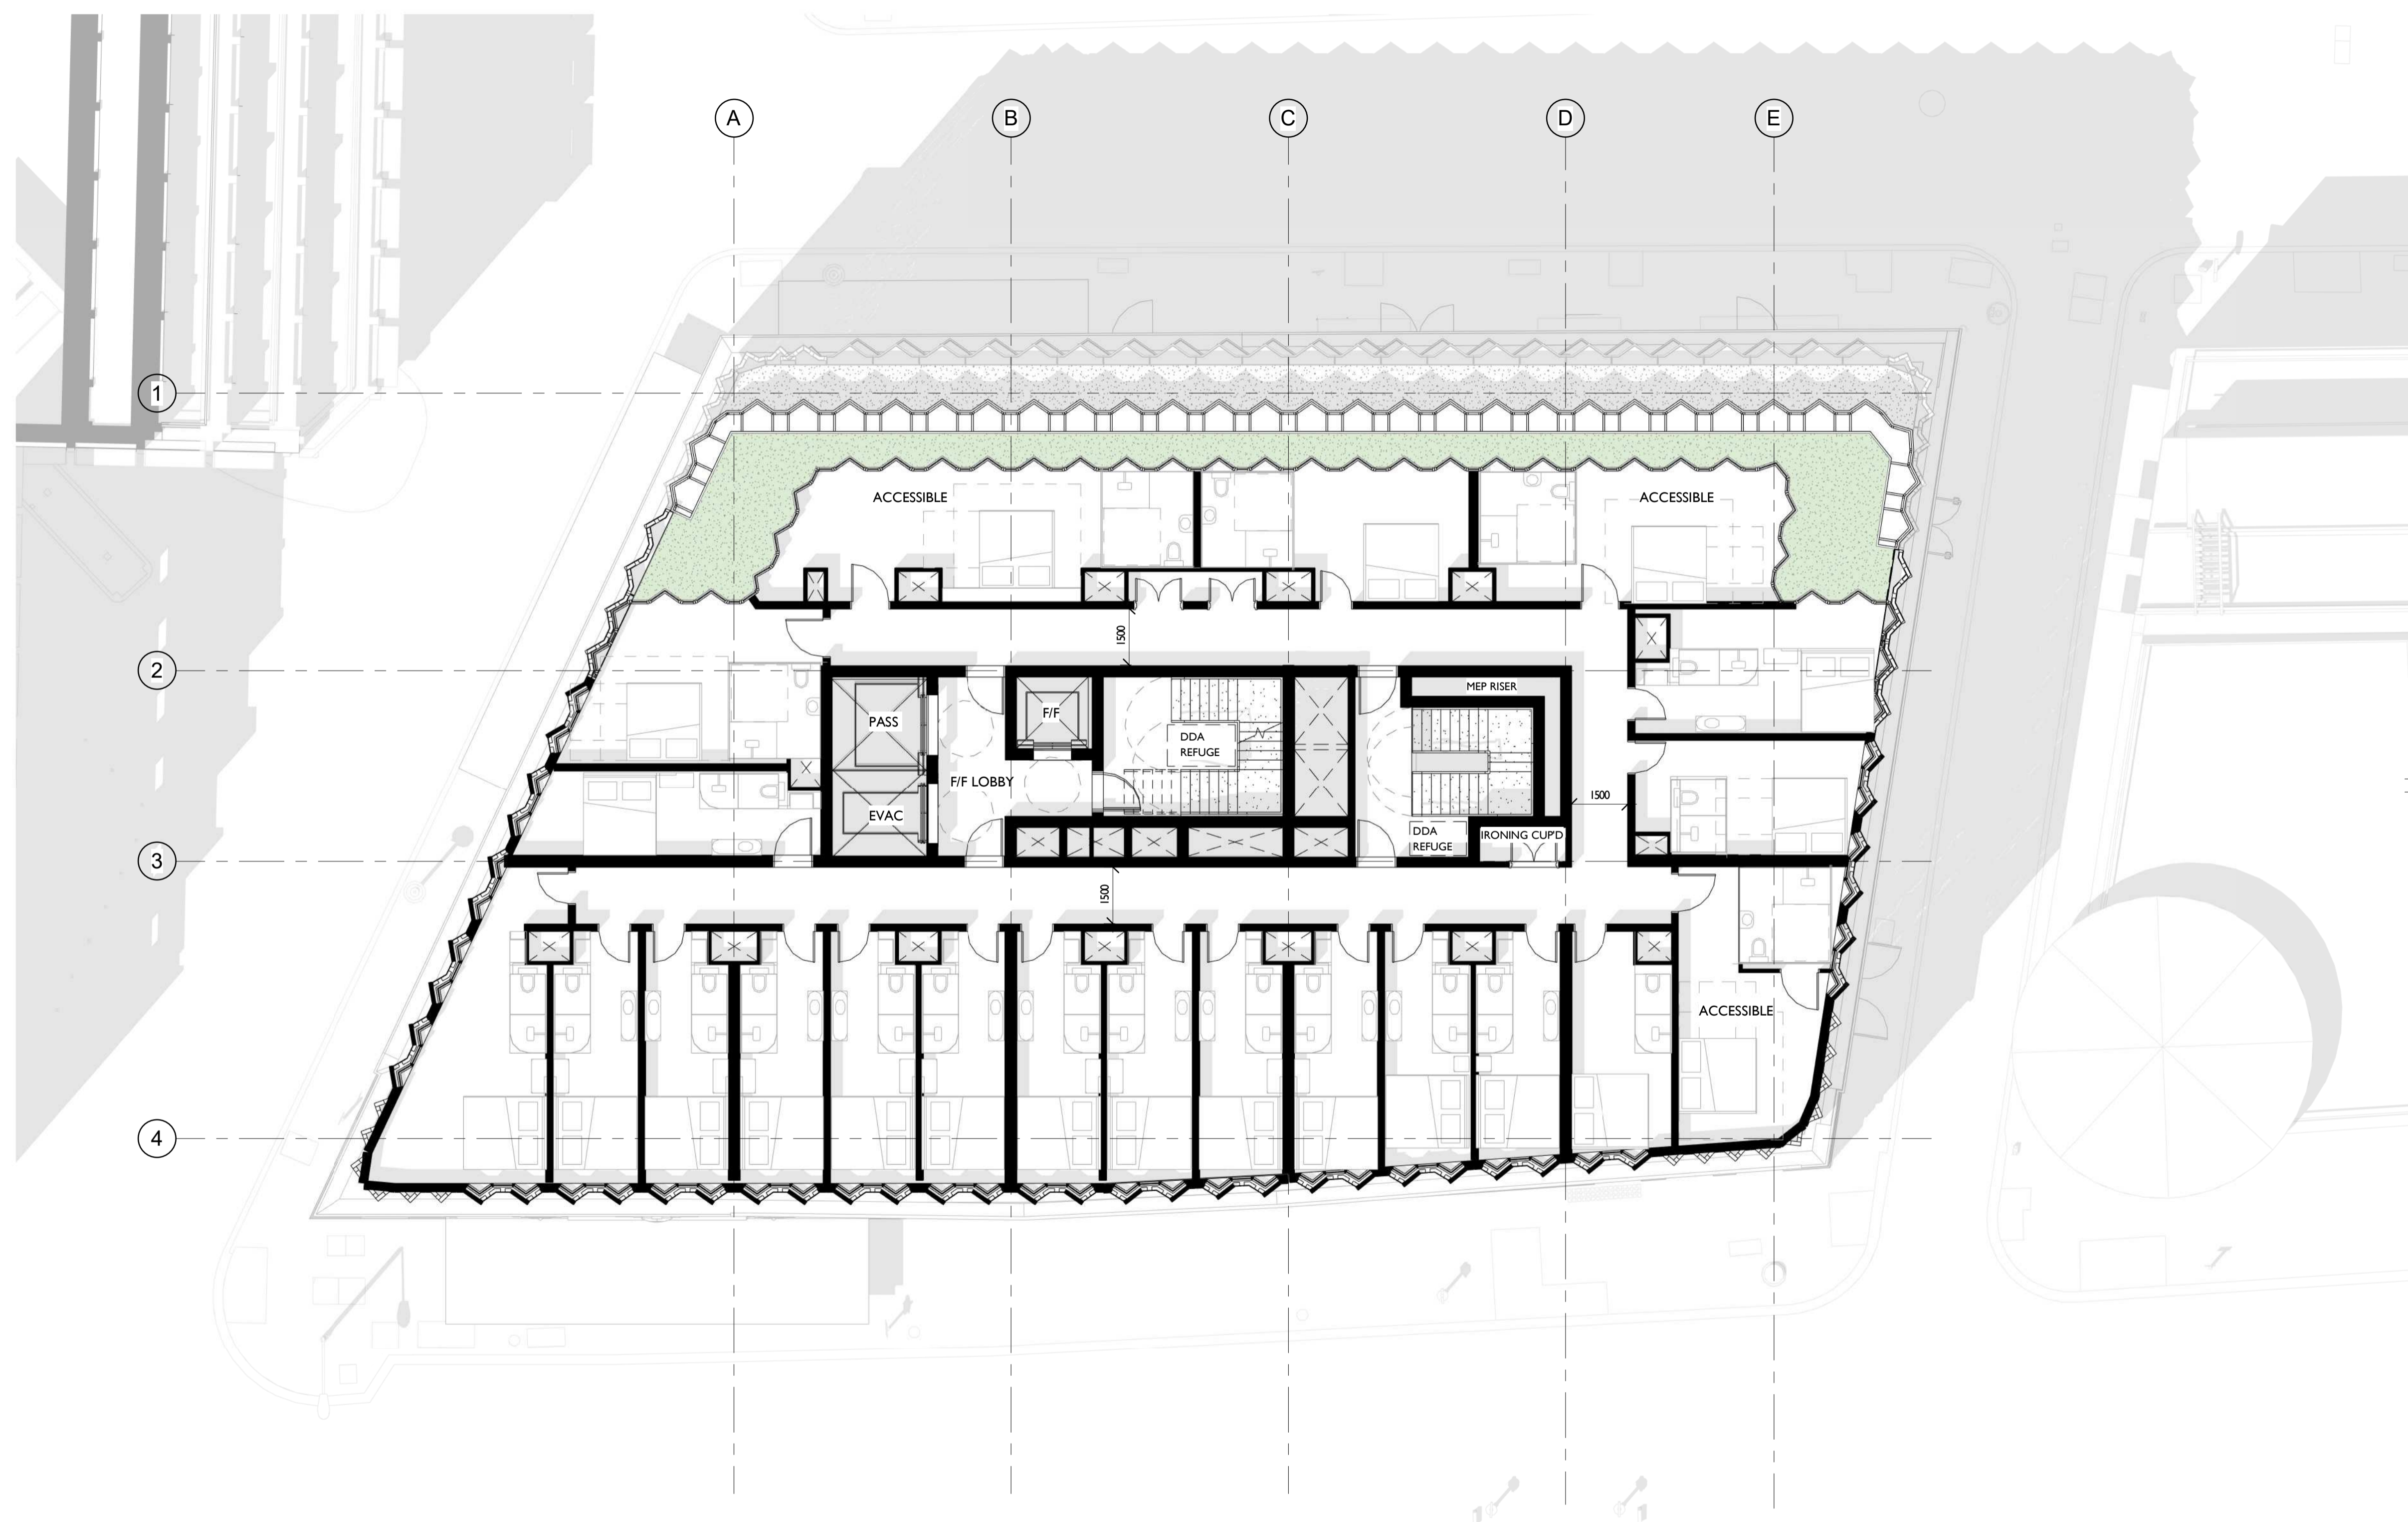 A
B
C
D
E
1
ACCESSIBLE
ACCESSIBLE
1500
2
MEP RISER
PASS
F/F
DDA
REFUGE
F/F LOBBY
1500
EVAC
DDA
REFUGE
IRONING CUP'D
3
1500
ACCESSIBLE
4